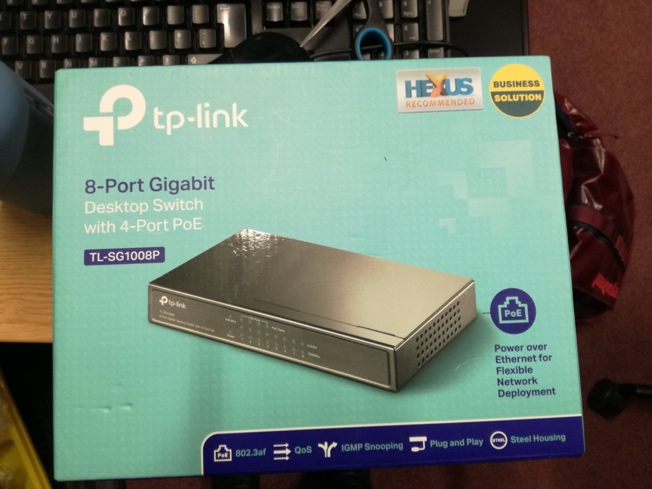 tp-link
HEXUS
RECOMMENDED
BUSINESS
SOLUTION
8-Port Gigabit
Desktop Switch
with 4-Port PoE
TL-SG1008P
tp-link
PoE
Power over
Ethernet for
Flexible
Network
Deployment
PoE 802.3af QoS IGMP Snooping Plug and Play STEEL Steel Housing